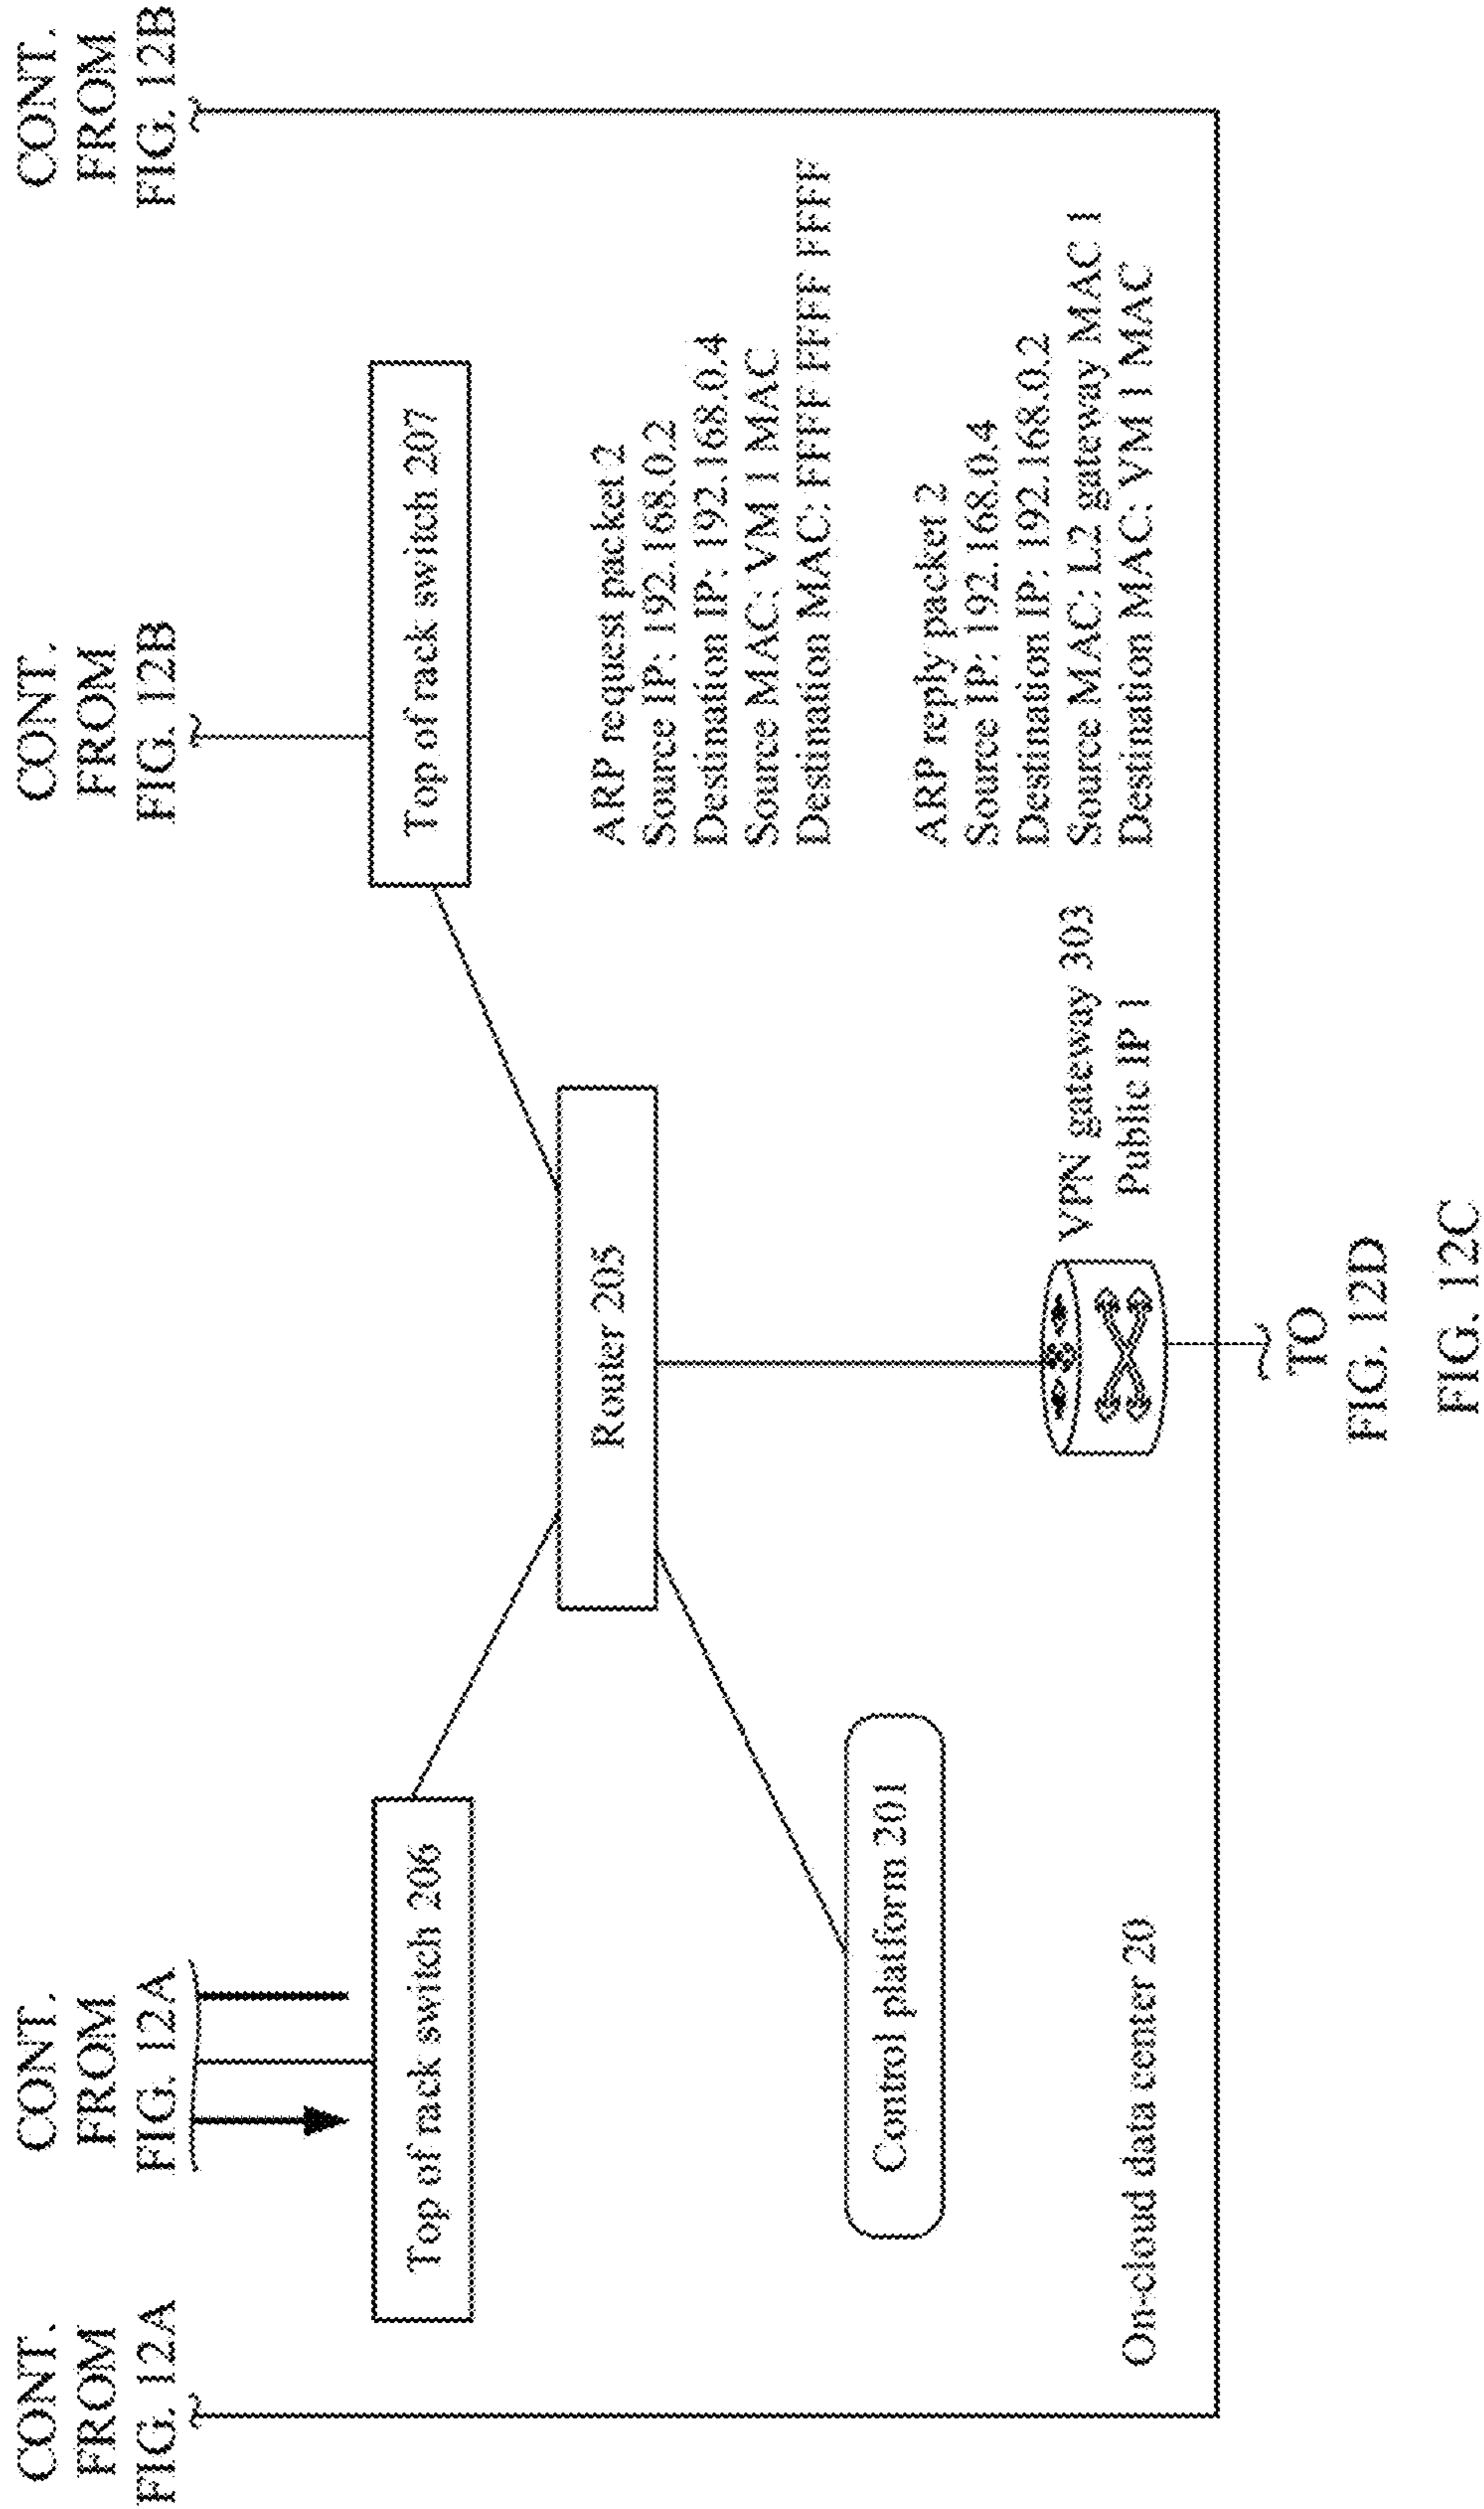 CONT.
FROM
FIG. 12A
CONT.
FROM
FIG. 12A
CONT.
FROM
FIG. 12B
CONT.
FROM
FIG. 12B
Top of rack switch 206
Top of rack switch 207
Router 205
ARP request packet 2
Source IP: 192.168.0.2
Destination IP: 192.168.0.4
Source MAC: VM 1 MAC
Destination MAC: FFFF FFFF FFFF
Control platform 201
ARP reply packet 2
Source IP: 192.168.0.4
Destination IP: 192.168.0.2
Source MAC: L2 gateway MAC 1
Destination MAC: VM 1 MAC
VPN gateway 303
Public IP 1
On-cloud data center 20
TO
FIG. 12D
FIG. 12C